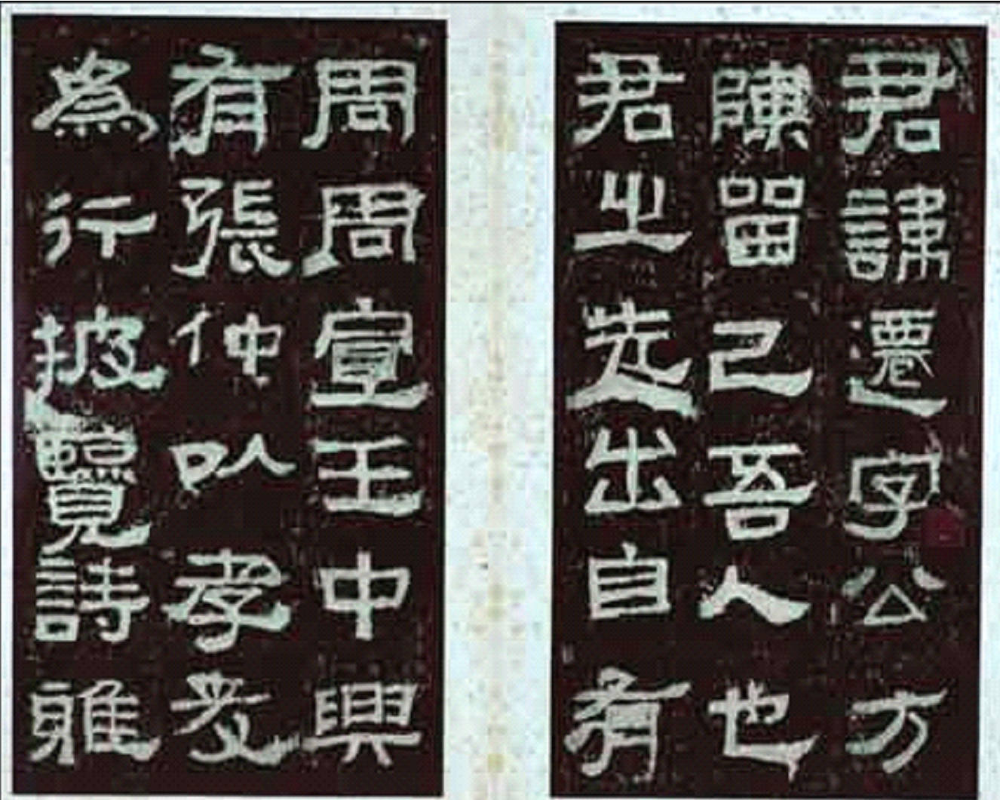 君諱遷字公方
陳留己吾人也
君之先出自有
周周宣王中興
有張仲以孝友
為行披覽詩雅